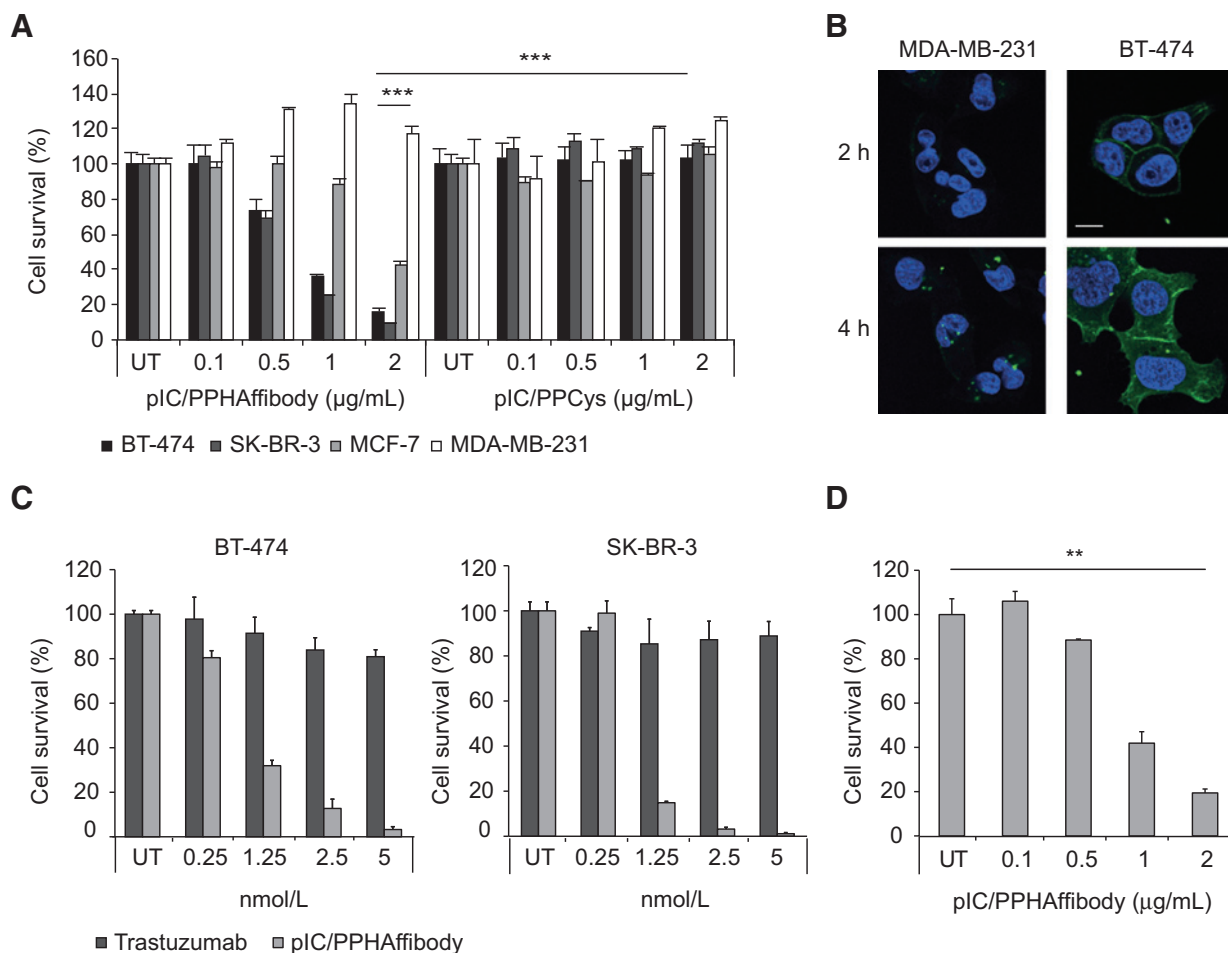 A
Cell survival (%)
160
140
120
100
80
60
40
20
0
***
***
UT 0.1 0.5 1 2 UT 0.1 0.5 1 2
pIC/PPHAffibody (µg/mL) pIC/PPCys (µg/mL)
BT-474 SK-BR-3 MCF-7 MDA-MB-231
B
MDA-MB-231 BT-474
2 h
4 h
C
BT-474
Cell survival (%)
120
100
80
60
40
20
0
UT 0.25 1.25 2.5 5
nmol/L
SK-BR-3
Cell survival (%)
120
100
80
60
40
20
0
UT 0.25 1.25 2.5 5
nmol/L
Trastuzumab pIC/PPHAffibody
D
Cell survival (%)
120
100
80
60
40
20
0
**
UT 0.1 0.5 1 2
pIC/PPHAffibody (µg/mL)